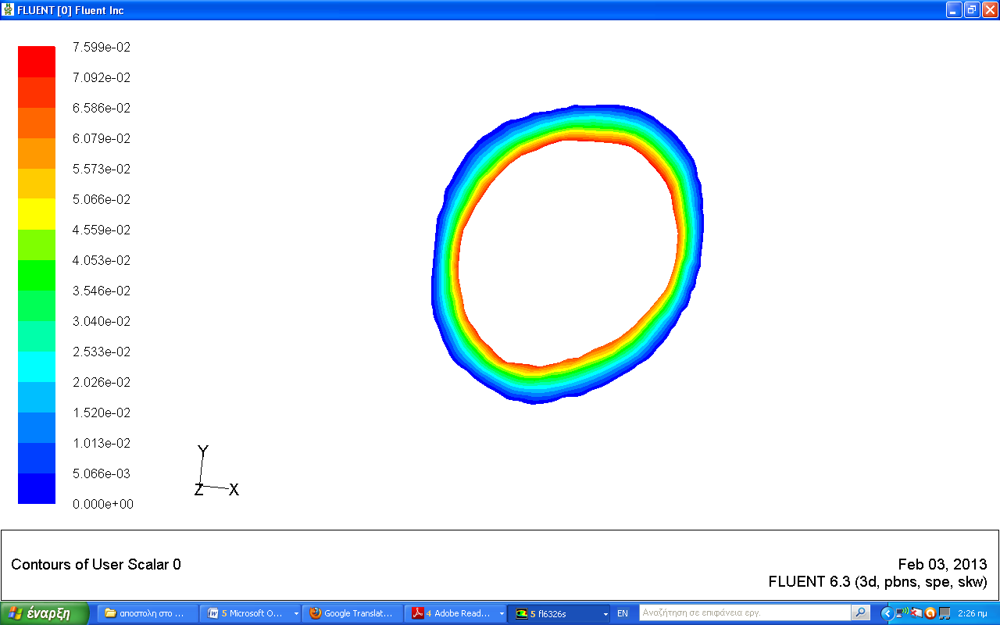 FLUENT [0] Fluent Inc
7.599e-02
7.092e-02
6.586e-02
6.079e-02
5.573e-02
5.066e-02
4.559e-02
4.053e-02
3.546e-02
3.040e-02
2.533e-02
2.026e-02
1.520e-02
1.013e-02
5.066e-03
0.000e+00
Y
Z X
Contours of User Scalar 0
Feb 03, 2013
FLUENT 6.3 (3d, pbns, spe, skw)
έναρξη αποστολη στο ... 5 Microsoft O... Google Translat... 4 Adobe Read... 5 fl6326s EN Αναζήτηση σε επιφάνεια εργ. 2:26 πμ